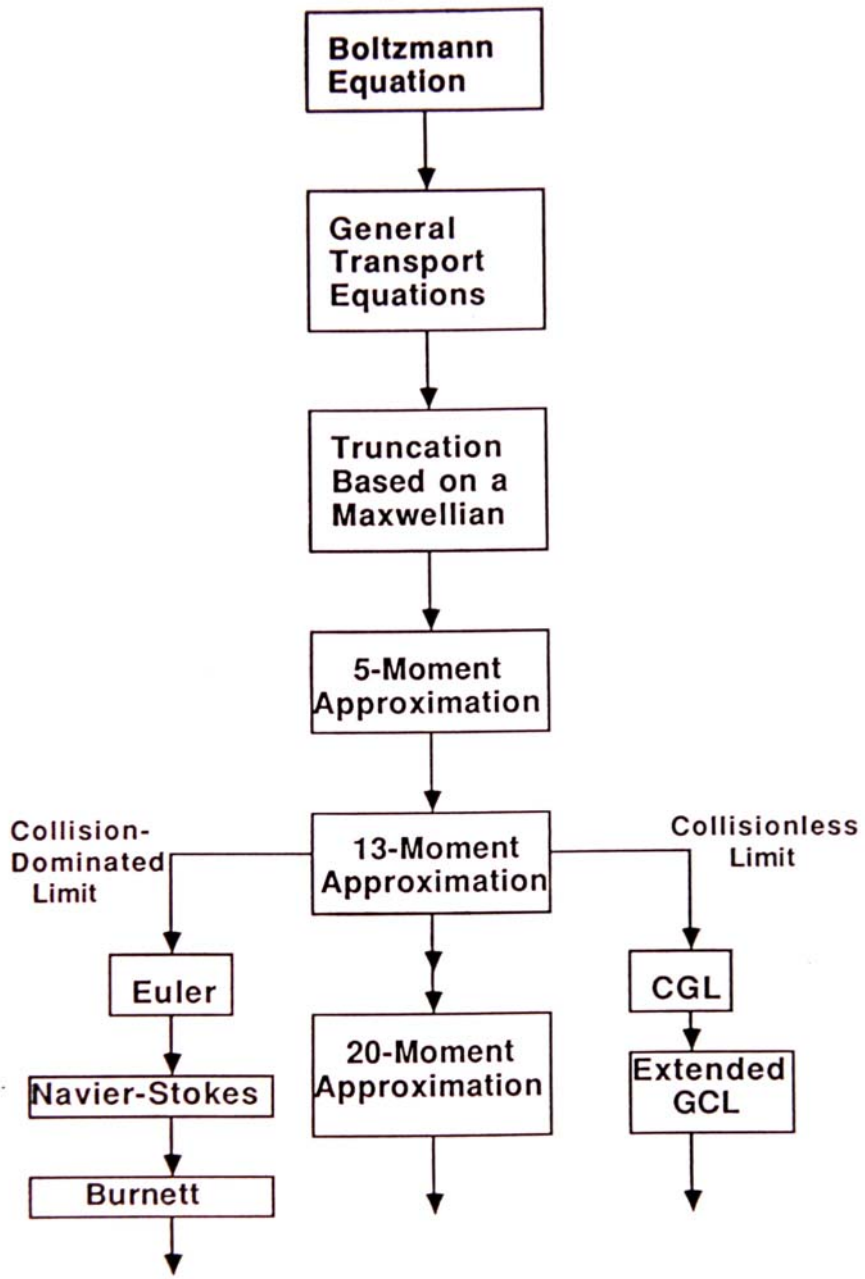 Boltzmann
Equation
General
Transport
Equations
Truncation
Based on a
Maxwellian
5-Moment
Approximation
13-Moment
Approximation
Collision-
Dominated
Limit
Collisionless
Limit
Euler
Navier-Stokes
Burnett
20-Moment
Approximation
CGL
Extended
GCL